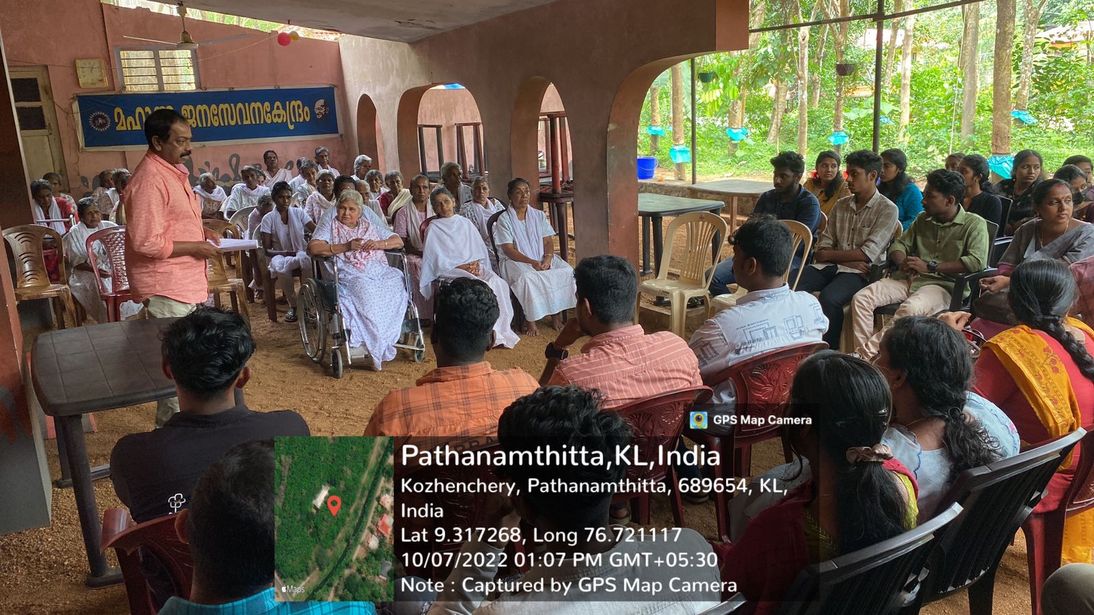 മഹാത്മ ജനസേവനകേന്ദ്രം
GPS Map Camera
Pathanamthitta,KL,India
Kozhenchery, Pathanamthitta, 689654, KL,
India
Lat 9.317268, Long 76.721117
10/07/2022 01:07 PM GMT+05:30
Note : Captured by GPS Map Camera
Maps